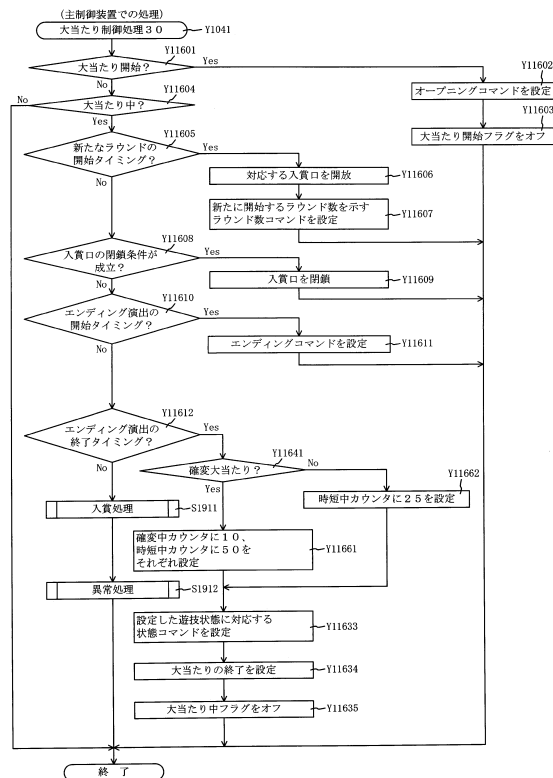 (主制御装置での処理)
大当たり制御処理30
Y1041
Y11601
大当たり開始?
Yes
No
Y11602
オープニングコマンドを設定
Y11603
大当たり開始フラグをオフ
Y11604
No
大当たり中?
Yes
Y11605
新たなラウンドの
開始タイミング?
Yes
No
対応する入賞口を開放
Y11606
新たに開始するラウンド数を示す
ラウンド数コマンドを設定
Y11607
Y11608
入賞口の閉鎖条件が
成立?
Yes
No
入賞口を閉鎖
Y11609
Y11610
エンディング演出の
開始タイミング?
Yes
No
エンディングコマンドを設定
Y11611
Y11612
エンディング演出の
終了タイミング?
Yes
No
Y11641
確変大当たり?
No
Yes
Y11662
時短中カウンタに25を設定
入賞処理
S1911
確変中カウンタに10、
時短中カウンタに50を
それぞれ設定
Y11661
異常処理
S1912
設定した遊技状態に対応する
状態コマンドを設定
Y11633
大当たりの終了を設定
Y11634
大当たり中フラグをオフ
Y11635
終了